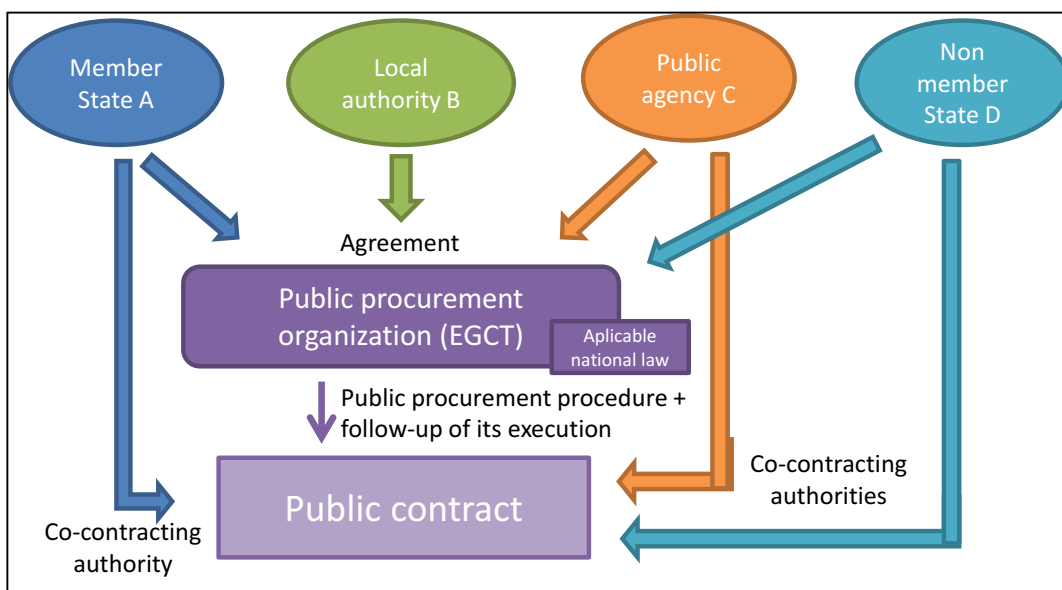 Member
State A
Local
authority B
Public
agency C
Non
member
State D
Agreement
Public procurement
organization (EGCT)
Aplicable
national law
Public procurement procedure +
follow-up of its execution
Public contract
Co-contracting
authority
Co-contracting
authorities